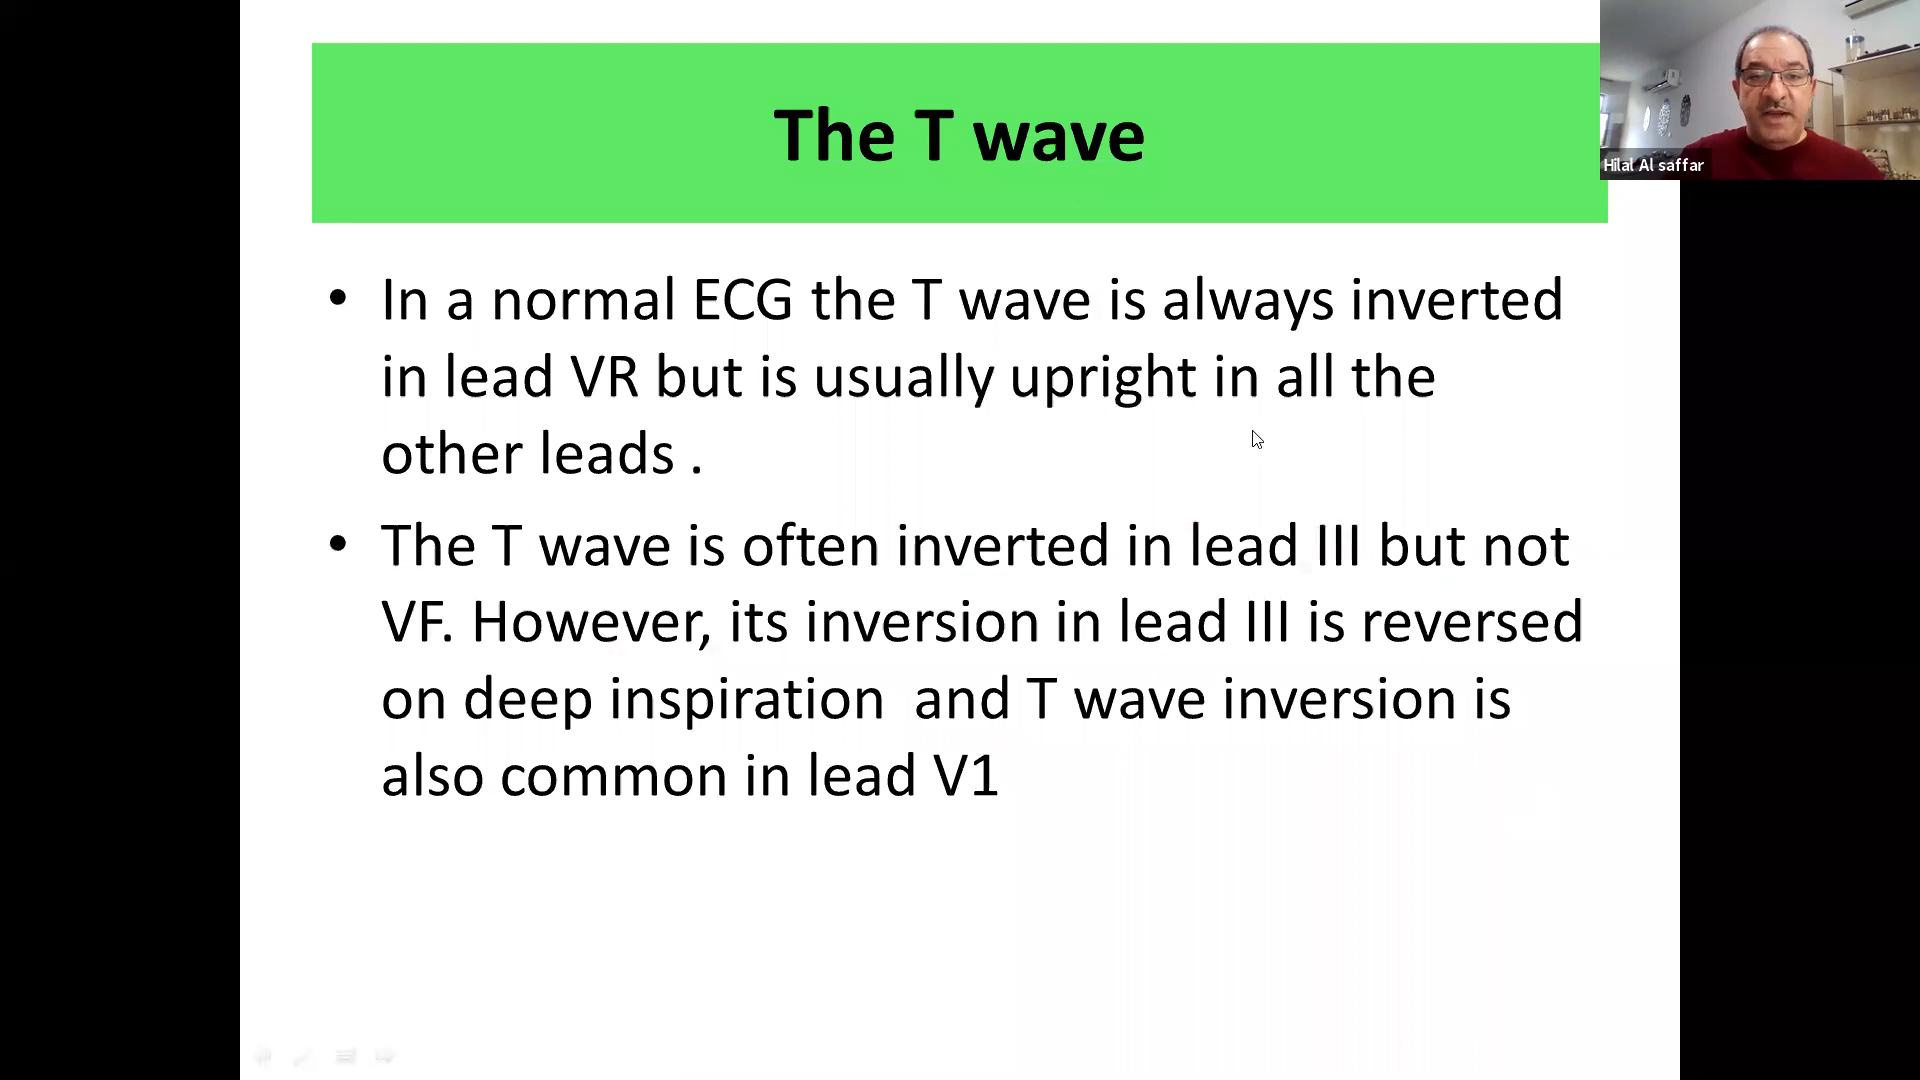 The T wave
Hilal Al saffar
• In a normal ECG the T wave is always inverted
in lead VR but is usually upright in all the
other leads .
• The T wave is often inverted in lead III but not
VF. However, its inversion in lead III is reversed
on deep inspiration  and T wave inversion is
also common in lead V1